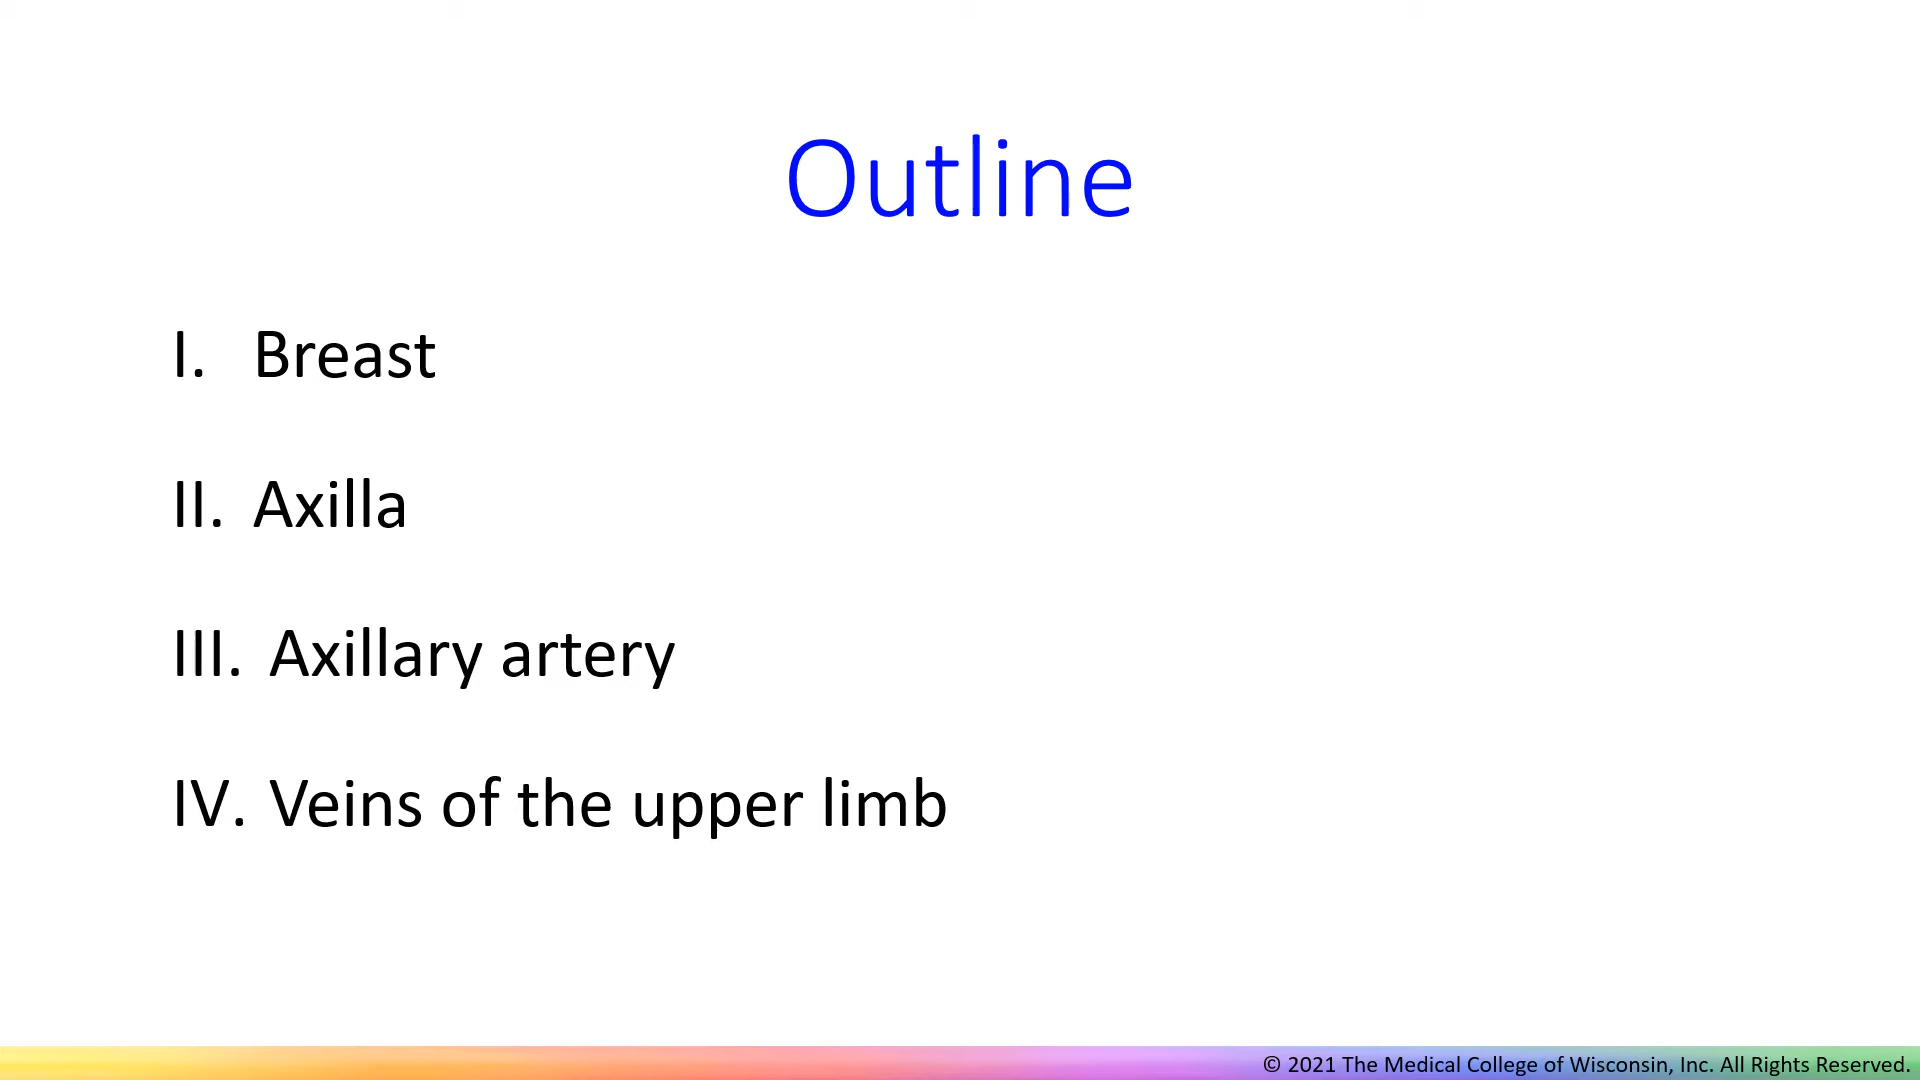 Outline
I. Breast
II. Axilla
III. Axillary artery
IV. Veins of the upper limb
© 2021 The Medical College of Wisconsin, Inc. All Rights Reserved.